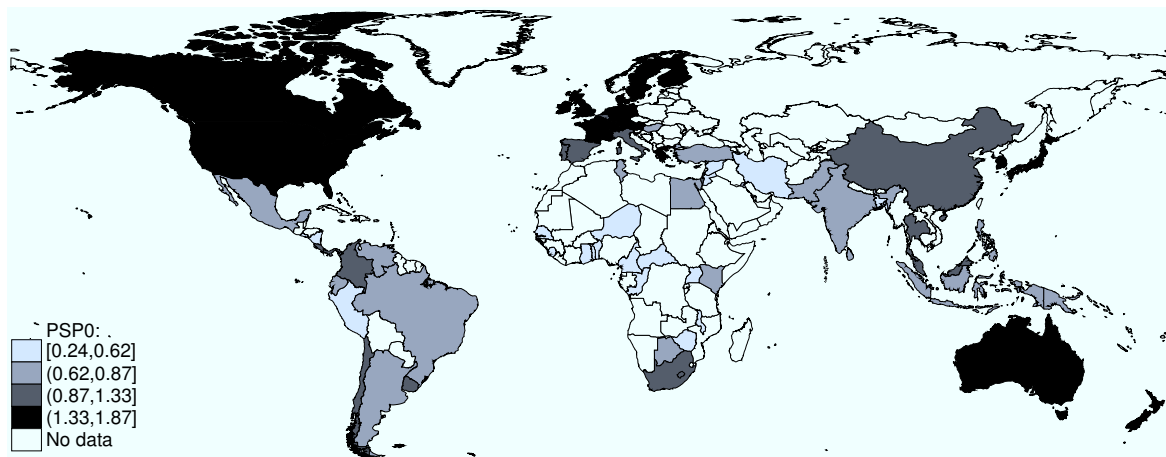 PSP0: .
[0.24,0.62]
(0.62,0.87]
(0.87,1.33]
(1.33,1.87]
No data